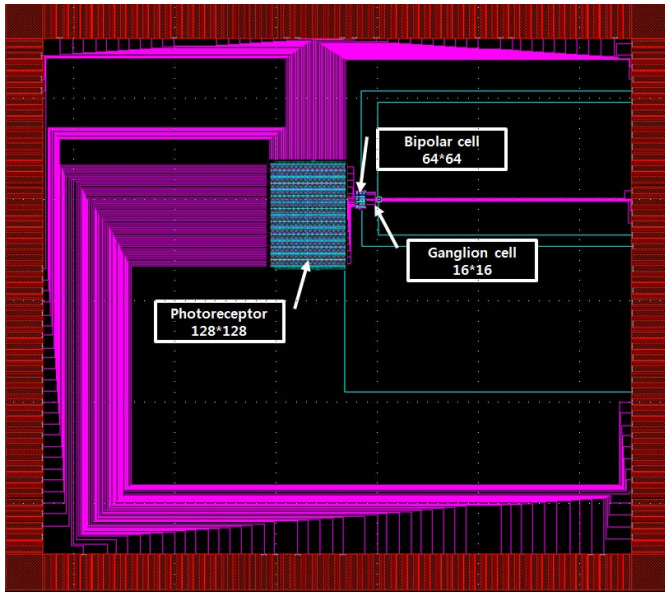 Bipolar cell
64*64
Ganglion cell
16*16
Photoreceptor
128*128